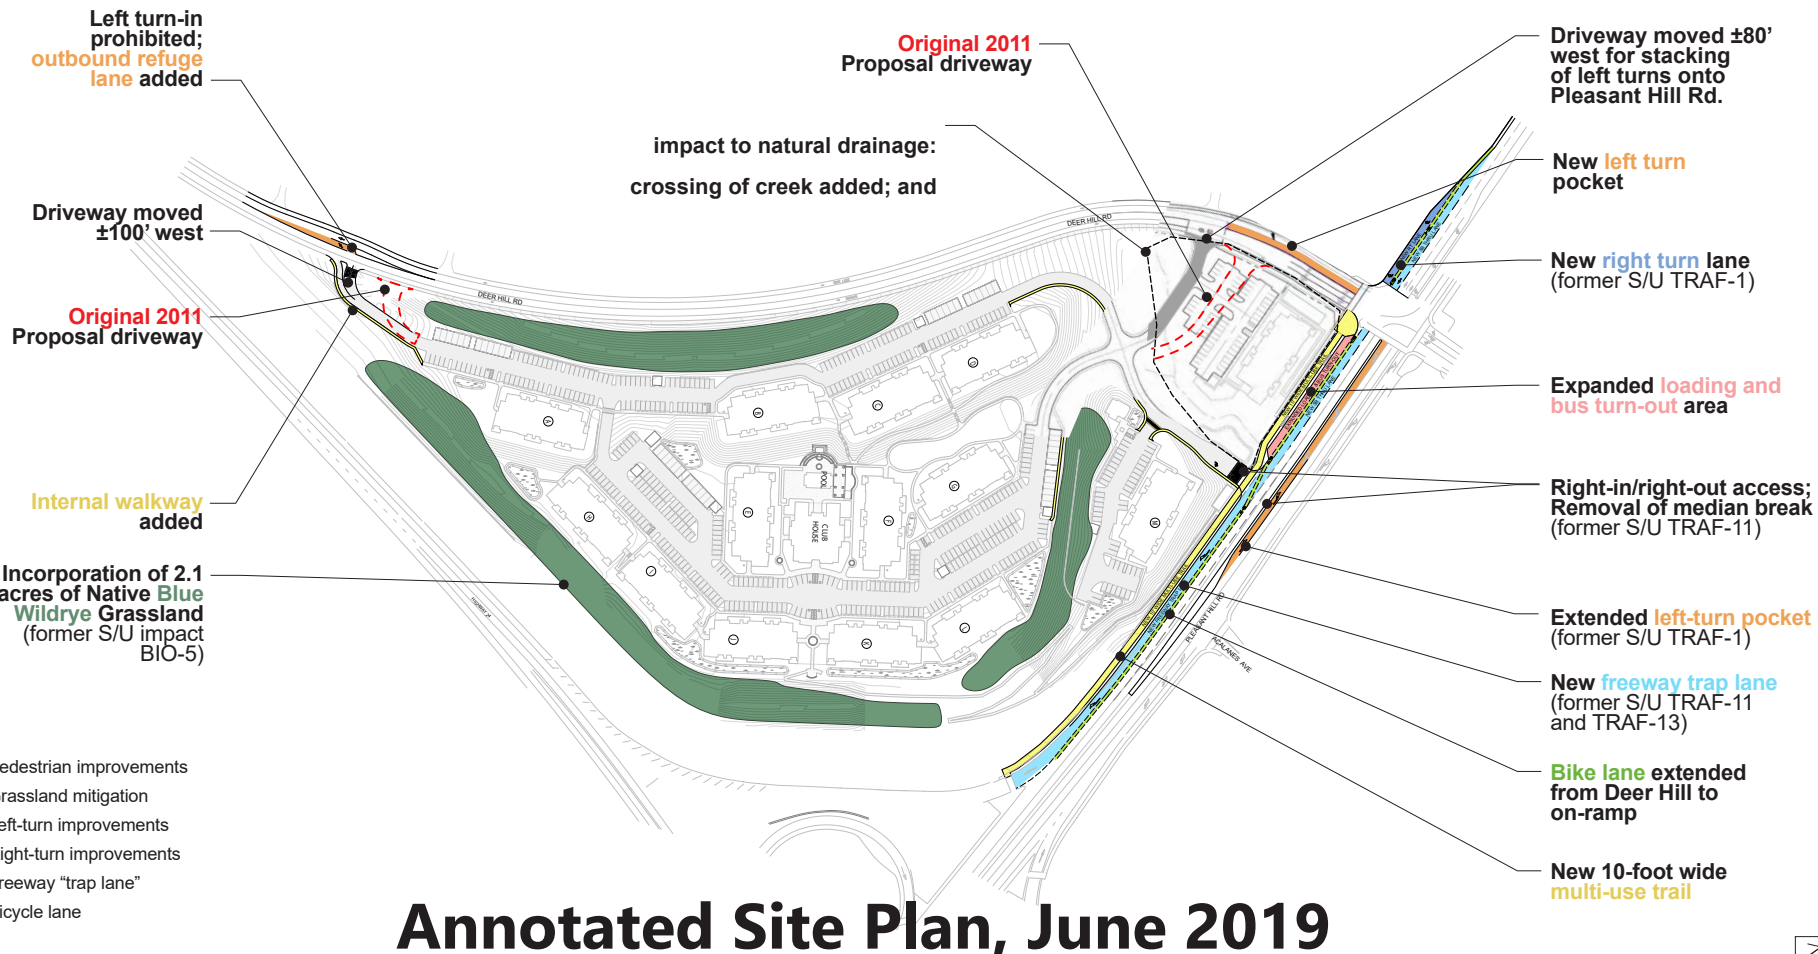 Left turn-in
prohibited;
outbound refuge
lane added
Driveway moved
±100’ west
Original 2011
Proposal driveway
Internal walkway
added
Incorporation of 2.1
acres of Native Blue
Wildrye Grassland
(former S/U impact
BIO-5)
edestrian improvements
rassland mitigation
eft-turn improvements
ight-turn improvements
reeway “trap lane”
icycle lane
Original 2011
Proposal driveway
impact to natural drainage:
crossing of creek added; and
Driveway moved ±80’
west for stacking
of left turns onto
Pleasant Hill Rd.
New left turn
pocket
New right turn lane
(former S/U TRAF-1)
Expanded loading and
bus turn-out area
Right-in/right-out access;
Removal of median break
(former S/U TRAF-11)
Extended left-turn pocket
(former S/U TRAF-1)
New freeway trap lane
(former S/U TRAF-11
and TRAF-13)
Bike lane extended
from Deer Hill to
on-ramp
New 10-foot wide
multi-use trail
DEER HILL RD
DEER HILL RD
PLEASANT HILL RD
ACALANES AVE
POOL
CLUB
HOUSE
A
B
C
D
E
F
G
H
I
J
K
L
M
Annotated Site Plan, June 2019